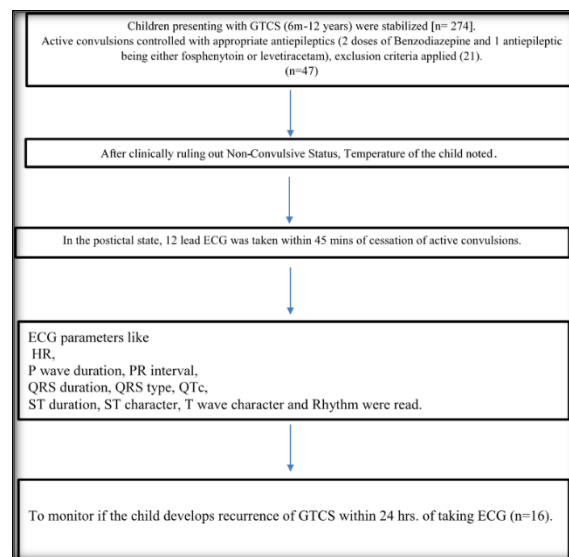 Children presenting with GTCS (6m-12 years) were stabilized [n= 274].
Active convulsions controlled with appropriate antiepileptics (2 doses of Benzodiazepine and 1 antiepileptic
being either fosphenytoin or levetiracetam), exclusion criteria applied (21).
(n=47)
After clinically ruling out Non-Convulsive Status, Temperature of the child noted.
In the postictal state, 12 lead ECG was taken within 45 mins of cessation of active convulsions.
ECG parameters like
HR,
P wave duration, PR interval,
QRS duration, QRS type, QTc,
ST duration, ST character, T wave character and Rhythm were read.
To monitor if the child develops recurrence of GTCS within 24 hrs. of taking ECG (n=16).